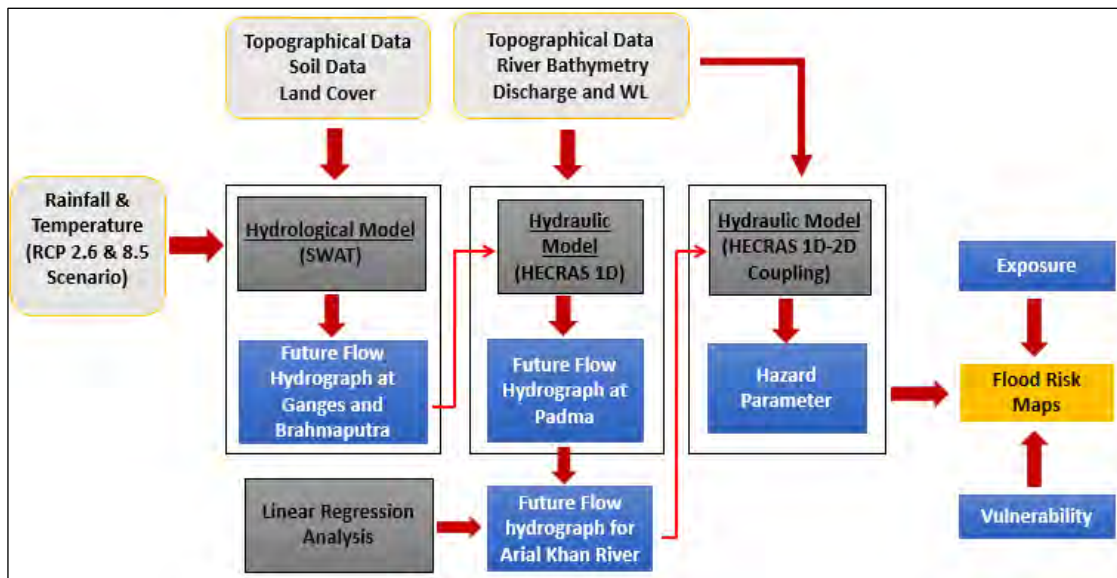 Topographical Data
Soil Data
Land Cover
Topographical Data
River Bathymetry
Discharge and WL
Rainfall &
Temperature
(RCP 2.6 & 8.5
Scenario)
Hydrological Model
(SWAT)
Hydraulic
Model
(HECRAS 1D)
Hydraulic Model
(HECRAS 1D-2D
Coupling)
Exposure
Future Flow
Hydrograph at
Ganges and
Brahmaputra
Future Flow
Hydrograph at
Padma
Hazard
Parameter
Flood Risk
Maps
Linear Regression
Analysis
Future Flow
hydrograph for
Arial Khan River
Vulnerability